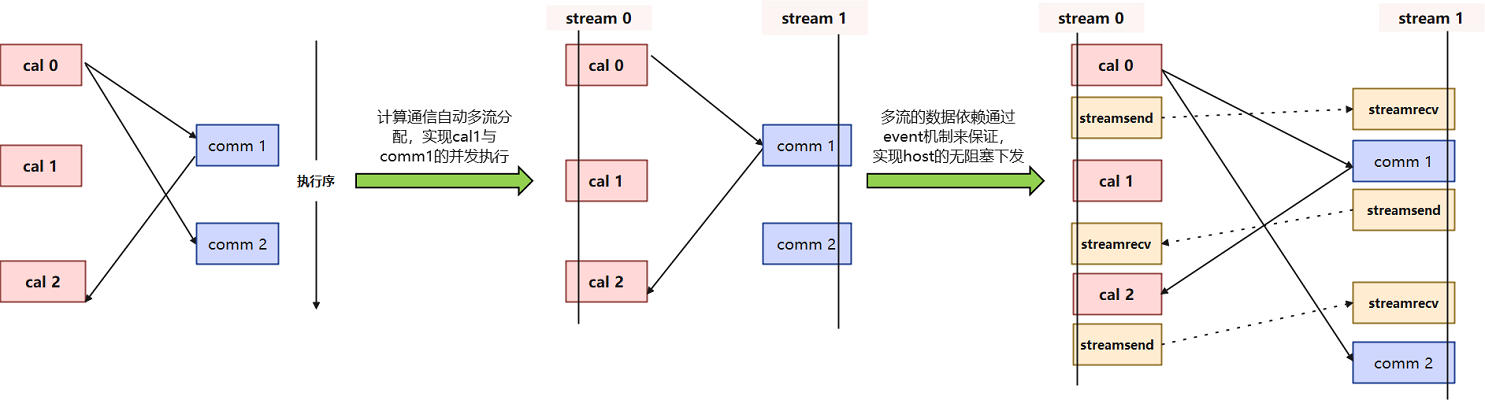 cal 0
comm 1
cal 1
comm 2
cal 2
执行序
计算通信自动多流分
配，实现cal1与
comm1的并发执行
stream 0
stream 1
cal 0
comm 1
cal 1
comm 2
cal 2
多流的数据依赖通过
event机制来保证，
实现host的无阻塞下发
stream 0
stream 1
cal 0
streamsend
streamrecv
comm 1
cal 1
streamsend
streamrecv
cal 2
streamrecv
streamsend
comm 2